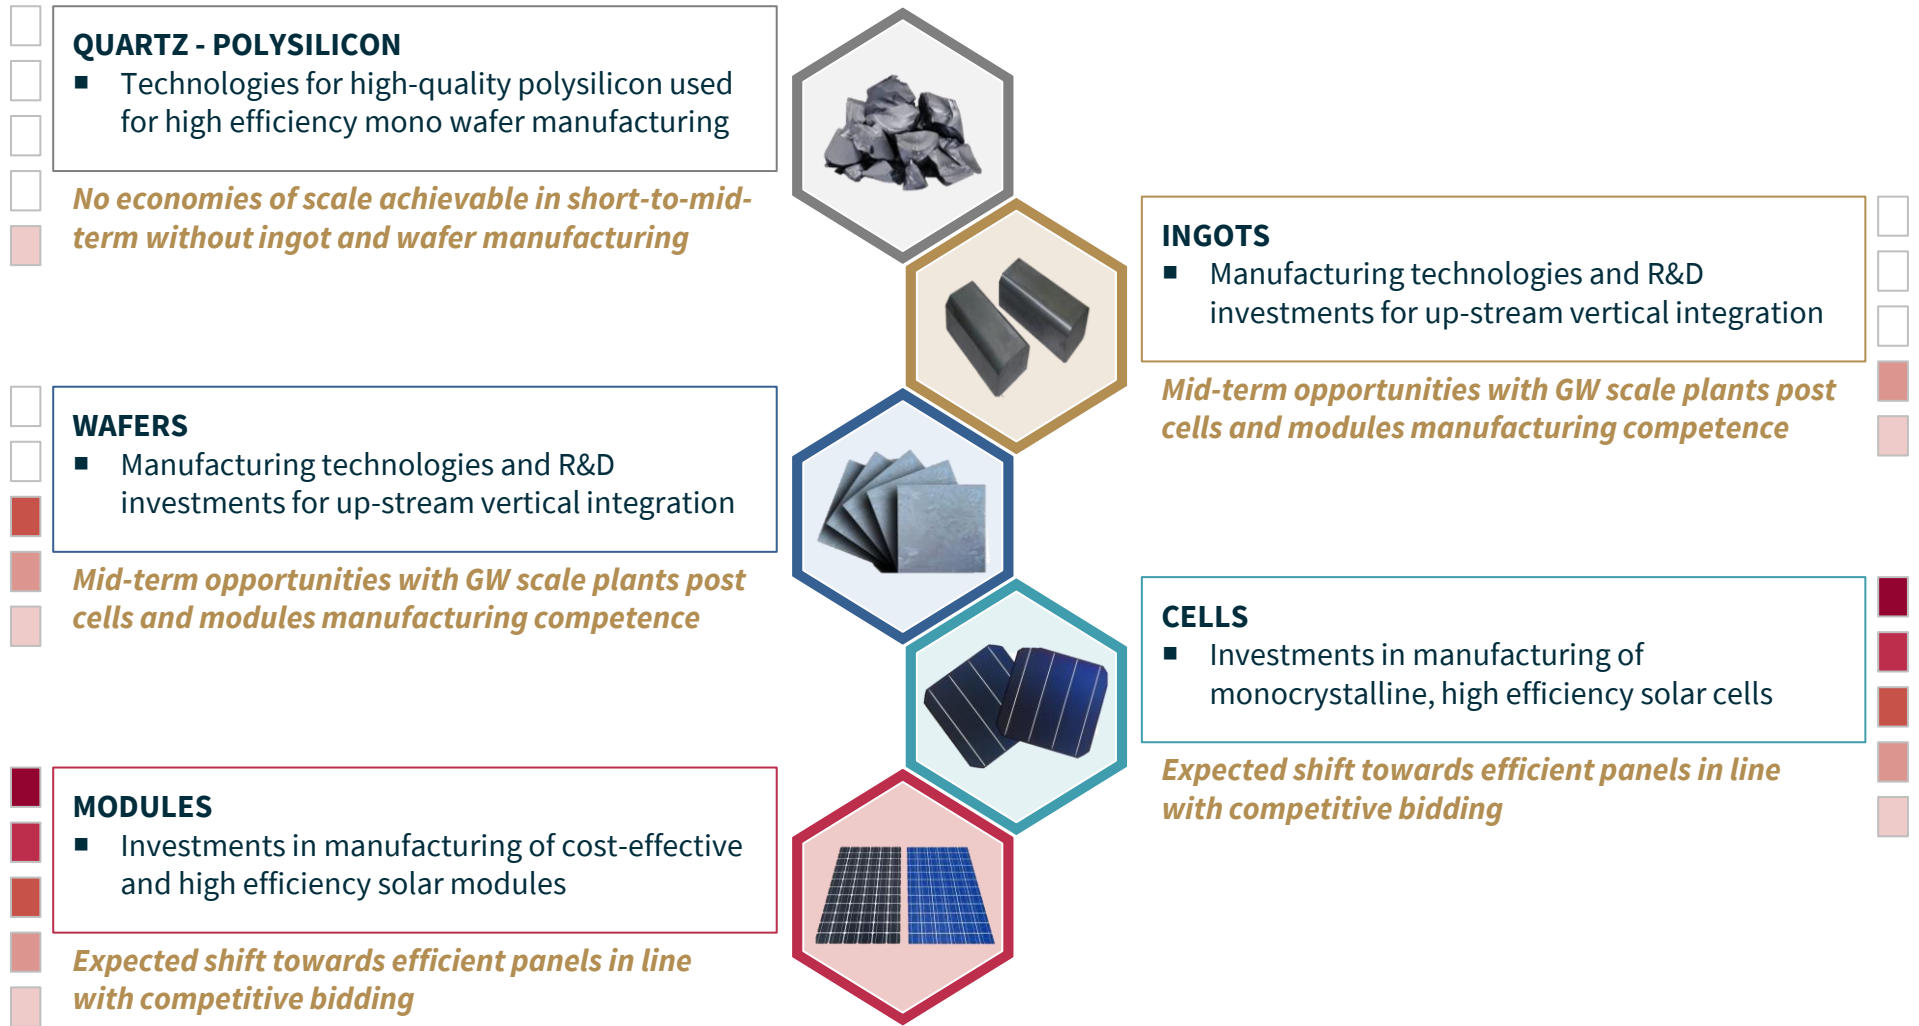 QUARTZ - POLYSILICON
▪ Technologies for high-quality polysilicon used
for high efficiency mono wafer manufacturing
No economies of scale achievable in short-to-mid-
term without ingot and wafer manufacturing
INGOTS
▪ Manufacturing technologies and R&D
investments for up-stream vertical integration
Mid-term opportunities with GW scale plants post
cells and modules manufacturing competence
WAFERS
▪ Manufacturing technologies and R&D
investments for up-stream vertical integration
Mid-term opportunities with GW scale plants post
cells and modules manufacturing competence
CELLS
▪ Investments in manufacturing of
monocrystalline, high efficiency solar cells
Expected shift towards efficient panels in line
with competitive bidding
MODULES
▪ Investments in manufacturing of cost-effective
and high efficiency solar modules
Expected shift towards efficient panels in line
with competitive bidding